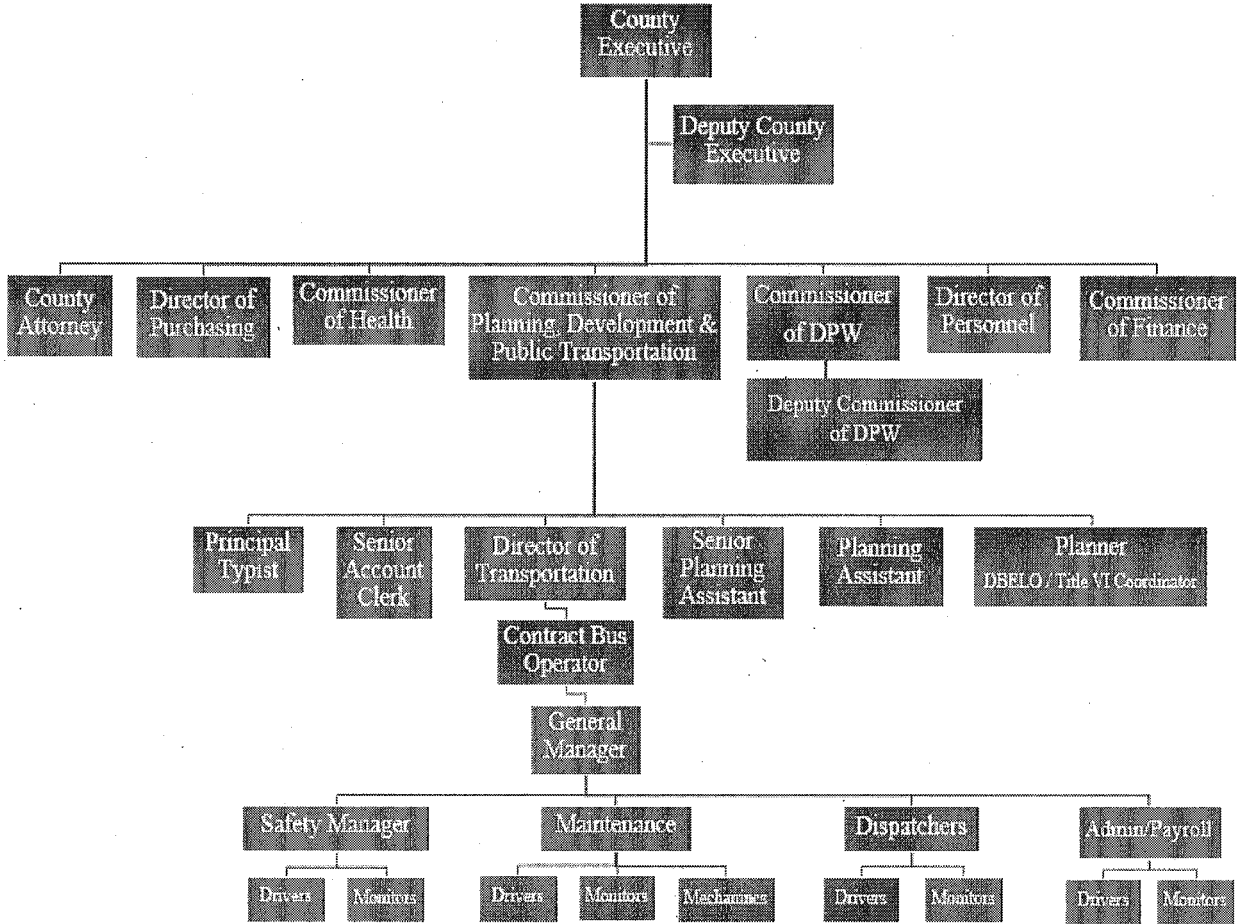 County
Executive
Deputy County
Executive
County
Attorney
Director of
Purchasing
Commissioner
of Health
Commissioner of
Planning, Development &
Public Transportation
Commissioner
of DPW
Director of
Personnel
Commissioner
of Finance
Deputy Commissioner
of DPW
Principal
Typist
Senior
Account
Clerk
Director of
Transportation
Senior
Planning
Assistant
Planning
Assistant
Planner
DBELO / Title VI Coordinator
Contract Bus
Operator
General
Manager
Safety Manager
Maintenance
Dispatchers
Admin/Payroll
Drivers
Monitors
Drivers
Monitors
Mechanincs
Drivers
Monitors
Drivers
Monitors